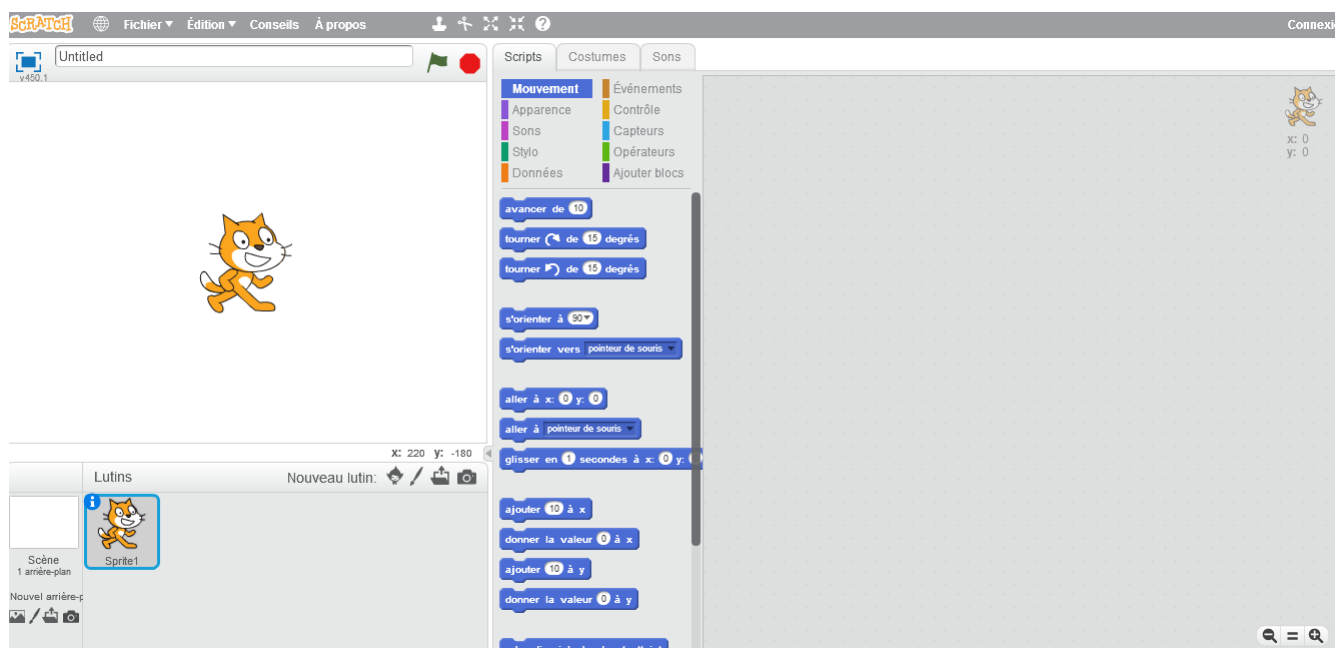 SCRATCH Fichier Édition Conseils À propos Connexi
Untitled
v450.1
x: 220 y: -180
Lutins Nouveau lutin:
Scène
1 arrière-plan
Nouvel arrière-p
Sprite1
Scripts Costumes Sons
Mouvement Événements
Apparence Contrôle
Sons Capteurs
Stylo Opérateurs
Données Ajouter blocs
avancer de 10
tourner de 15 degrés
tourner de 15 degrés
s'orienter à 90
s'orienter vers pointeur de souris
aller à x: 0 y: 0
aller à pointeur de souris
glisser en 1 secondes à x: 0 y:
ajouter 10 à x
donner la valeur 0 à x
ajouter 10 à y
donner la valeur 0 à y
x: 0
y: 0